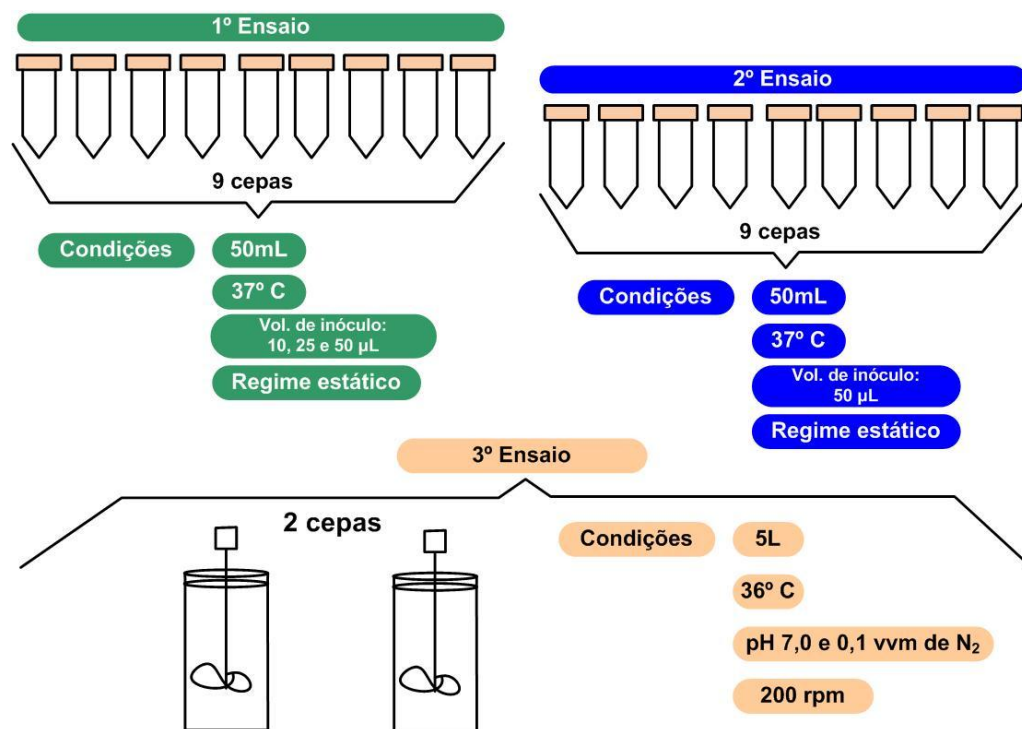 1º Ensaio
9 cepas
Condições
50mL
37º C
Vol. de inóculo:
10, 25 e 50 µL
Regime estático
2º Ensaio
9 cepas
Condições
50mL
37º C
Vol. de inóculo:
50 µL
Regime estático
3º Ensaio
2 cepas
Condições
5L
36º C
pH 7,0 e 0,1 vvm de N₂
200 rpm